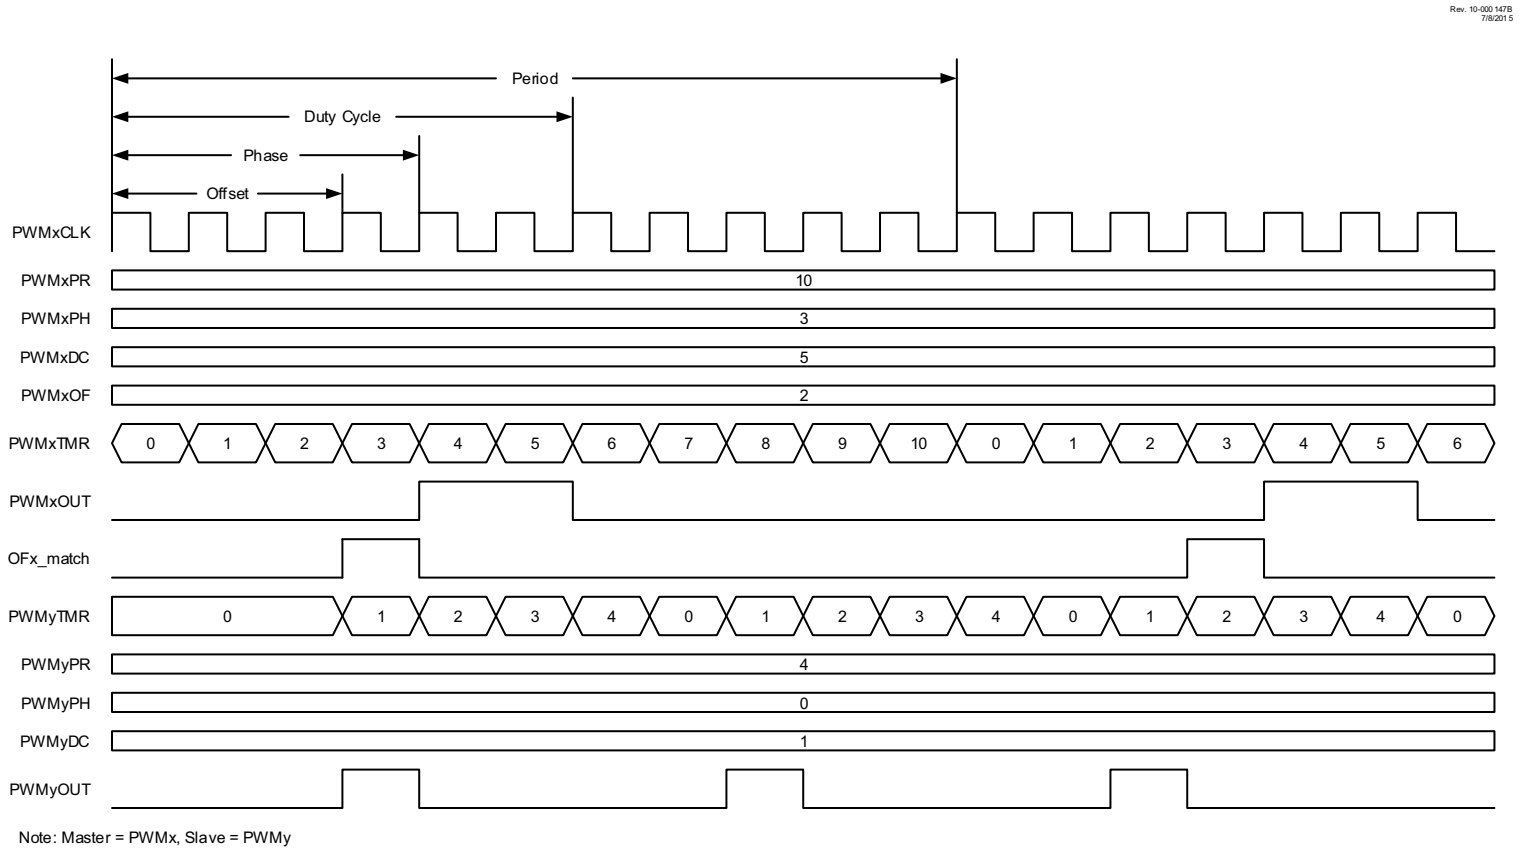 Rev. 10-000147B
7/8/2015
Period
Duty Cycle
Phase
Offset
PWMxCLK
PWMxPR 10
PWMxPH 3
PWMxDC 5
PWMxOF 2
PWMxTMR 0 1 2 3 4 5 6 7 8 9 10 0 1 2 3 4 5 6
PWMxOUT
OFx_match
PWMyTMR 0 1 2 3 4 0 1 2 3 4 0 1 2 3 4 0
PWMyPR 4
PWMyPH 0
PWMyDC 1
PWMyOUT
Note: Master = PWMx, Slave = PWMy